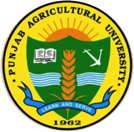 · PUNJAB AGRICULTURAL UNIVERSITY ·
LEARN AND SERVE
1962